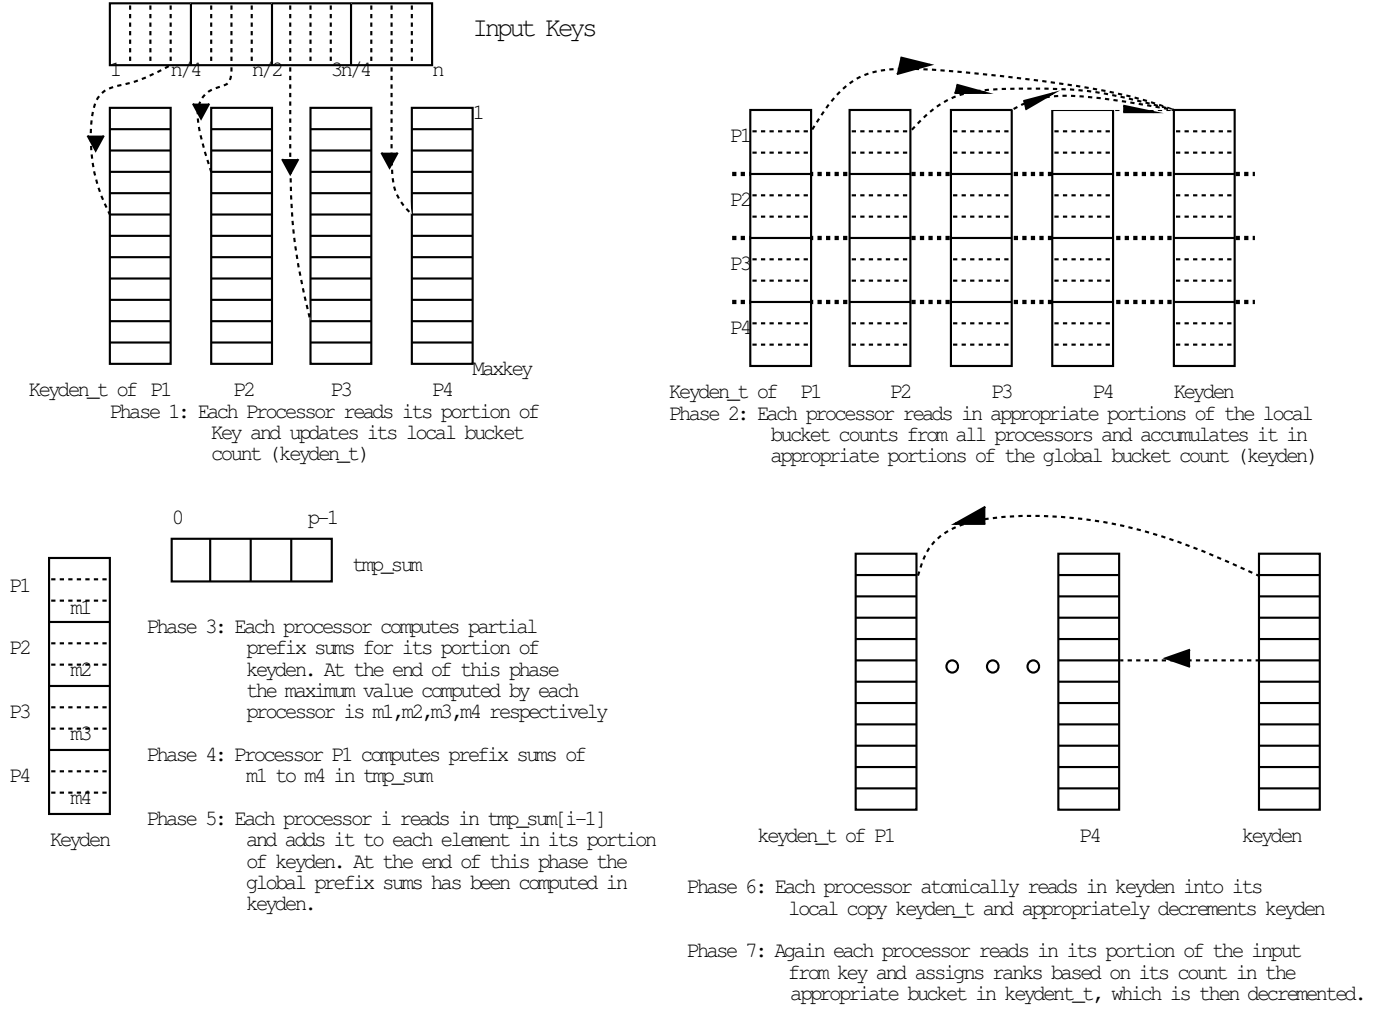 Input Keys
1 n/4 n/2 3n/4 n
1
Maxkey
Keyden_t of P1 P2 P3 P4
Phase 1: Each Processor reads its portion of
Key and updates its local bucket
count (keyden_t)
P1
P2
P3
P4
Keyden_t of P1 P2 P3 P4 Keyden
Phase 2: Each processor reads in appropriate portions of the local
bucket counts from all processors and accumulates it in
appropriate portions of the global bucket count (keyden)
0 p-1
tmp_sum
P1
m1
P2
m2
P3
m3
P4
m4
Keyden
Phase 3: Each processor computes partial
prefix sums for its portion of
keyden. At the end of this phase
the maximum value computed by each
processor is m1,m2,m3,m4 respectively
Phase 4: Processor P1 computes prefix sums of
m1 to m4 in tmp_sum
Phase 5: Each processor i reads in tmp_sum[i-1]
and adds it to each element in its portion
of keyden. At the end of this phase the
global prefix sums has been computed in
keyden.
keyden_t of P1 P4 keyden
Phase 6: Each processor atomically reads in keyden into its
local copy keyden_t and appropriately decrements keyden
Phase 7: Again each processor reads in its portion of the input
from key and assigns ranks based on its count in the
appropriate bucket in keydent_t, which is then decremented.